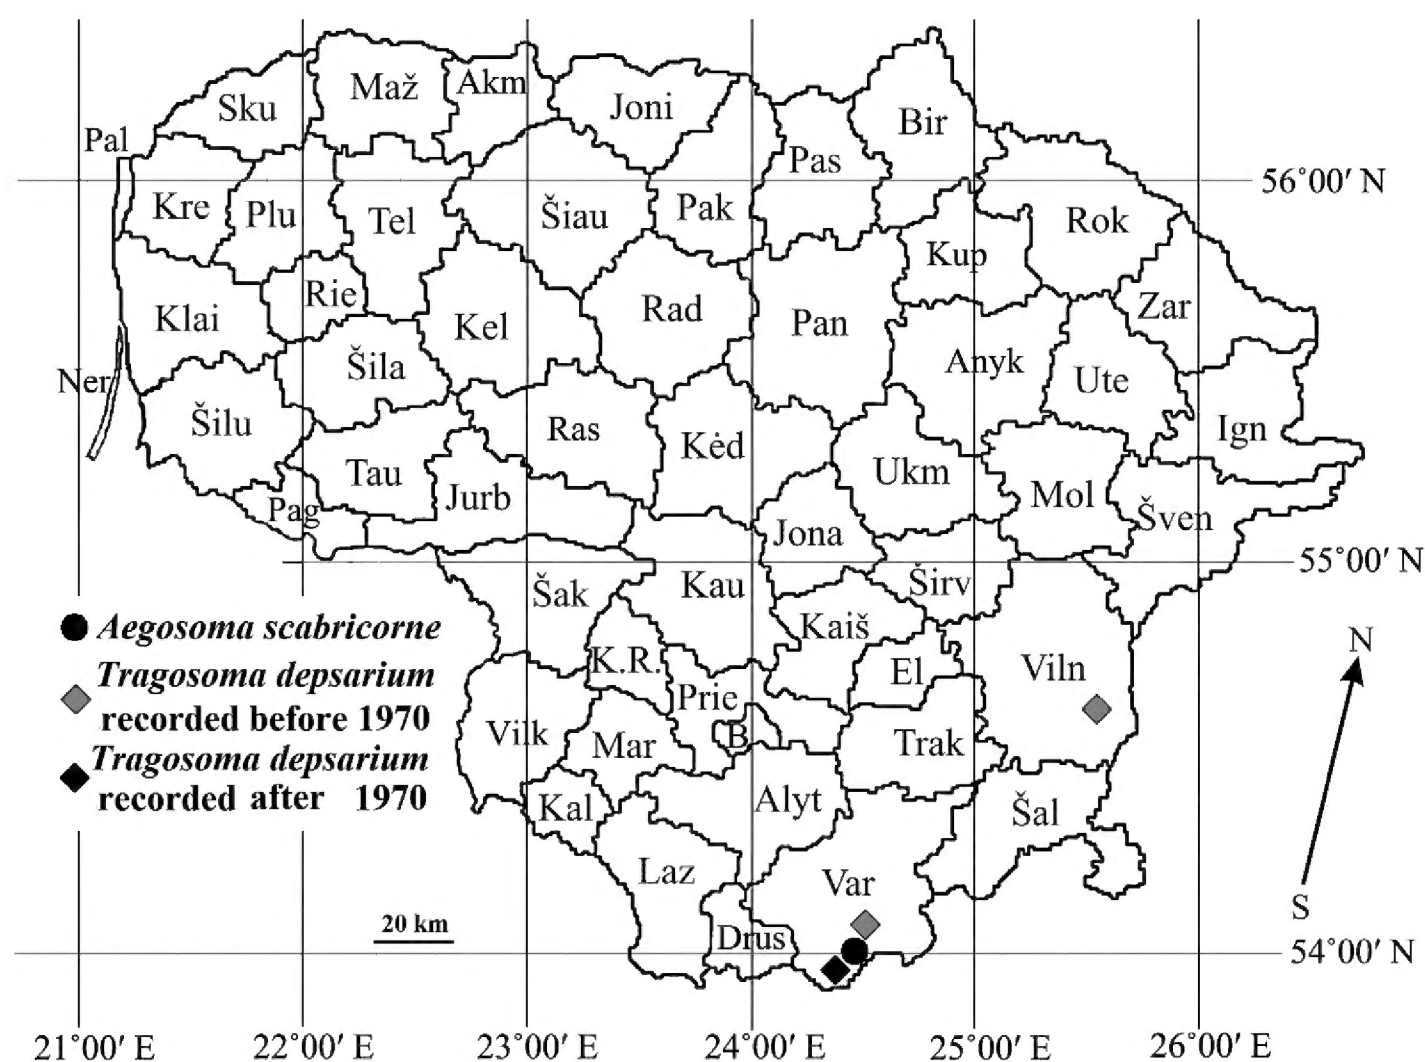 Sku
Maž
Akm
Joni
Bir
Pal
Pas
Kre
Plu
Tel
Šiau
Pak
56°00′ N
Rok
Kup
Klai
Rie
Kel
Rad
Pan
Zar
Šila
Anyk
Ute
Ner
Šilu
Ras
Kėd
Ign
Tau
Jurb
Ukm
Mol
Pag
Šven
Jona
55°00′ N
Šak
Kau
Širv
Kaiš
Aegosoma scabricorne
Tragosoma depsarium
recorded before 1970
Tragosoma depsarium
recorded after 1970
K.R.
El
Viln
N
Prie
Vilk
Mar
B
Trak
Kal
Alyt
Šal
Laz
Var
S
20 km
Drus
54°00′ N
21°00′ E
22°00′ E
23°00′ E
24°00′ E
25°00′ E
26°00′ E